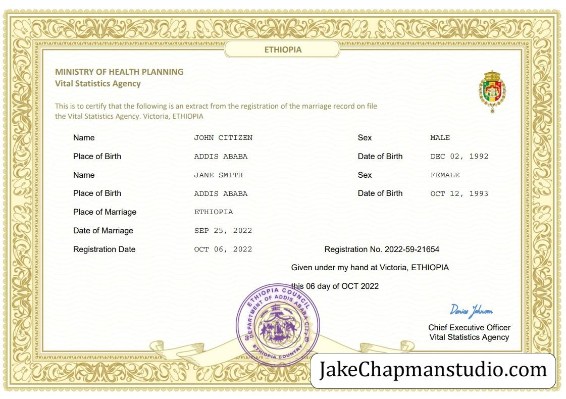 ETHIOPIA
MINISTRY OF HEALTH PLANNING
Vital Statistics Agency
This is to certify that the following is an extract from the registration of the marriage record on file
the Vital Statistics Agency. Victoria, ETHIOPIA
Name JOHN CITIZEN Sex MALE
Place of Birth ADDIS ABABA Date of Birth DEC 02, 1992
Name JANE SMITH Sex FEMALE
Place of Birth ADDIS ABABA Date of Birth OCT 12, 1993
Place of Marriage ETHIOPIA
Date of Marriage SEP 25, 2022
Registration Date OCT 06, 2022 Registration No. 2022-59-21654
Given under my hand at Victoria, ETHIOPIA
this 06 day of OCT 2022
ETHIOPIA COUNCIL
DEPARTMENT OF ADDIS ABABA CITY
ETHIOPIA COUNTRY
Chief Executive Officer
Vital Statistics Agency
JakeChapmanstudio.com